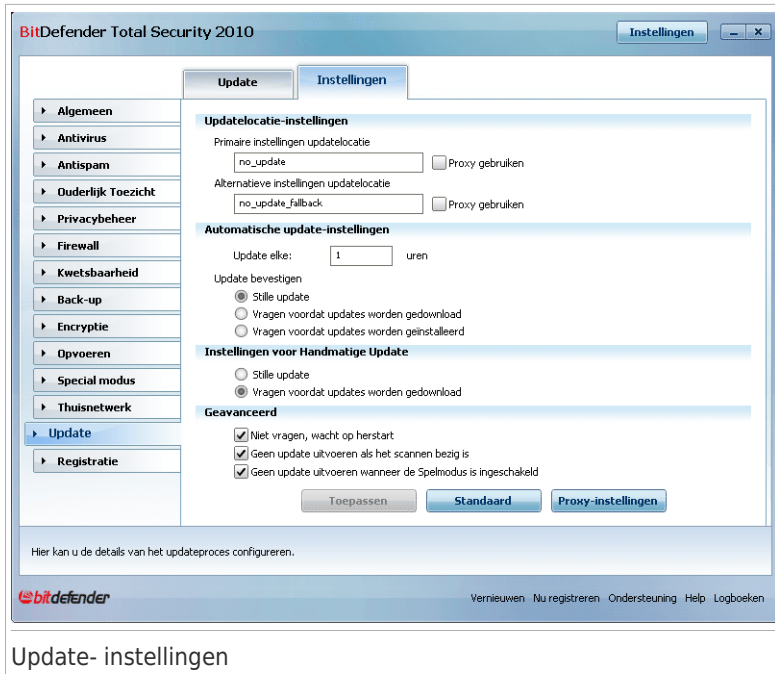 BitDefender Total Security 2010
Instellingen
Update
Instellingen
Algemeen
Antivirus
Antispam
Ouderlijk Toezicht
Privacybeheer
Firewall
Kwetsbaarheid
Back-up
Encryptie
Opvoeren
Special modus
Thuisnetwerk
Update
Registratie
Updatelocatie-instellingen
Primaire instellingen updatelocatie
no_update
Proxy gebruiken
Alternatieve instellingen updatelocatie
no_update_fallback
Proxy gebruiken
Automatische update-instellingen
Update elke: 1 uren
Update bevestigen
Stille update
Vragen voordat updates worden gedownload
Vragen voordat updates worden geïnstalleerd
Instellingen voor Handmatige Update
Stille update
Vragen voordat updates worden gedownload
Geavanceerd
Niet vragen, wacht op herstart
Geen update uitvoeren als het scannen bezig is
Geen update uitvoeren wanneer de Spelmodus is ingeschakeld
Toepassen
Standaard
Proxy-instellingen
Hier kan u de details van het updateproces configureren.
bitdefender
Vernieuwen Nu registreren Ondersteuning Help Logboeken
Update- instellingen